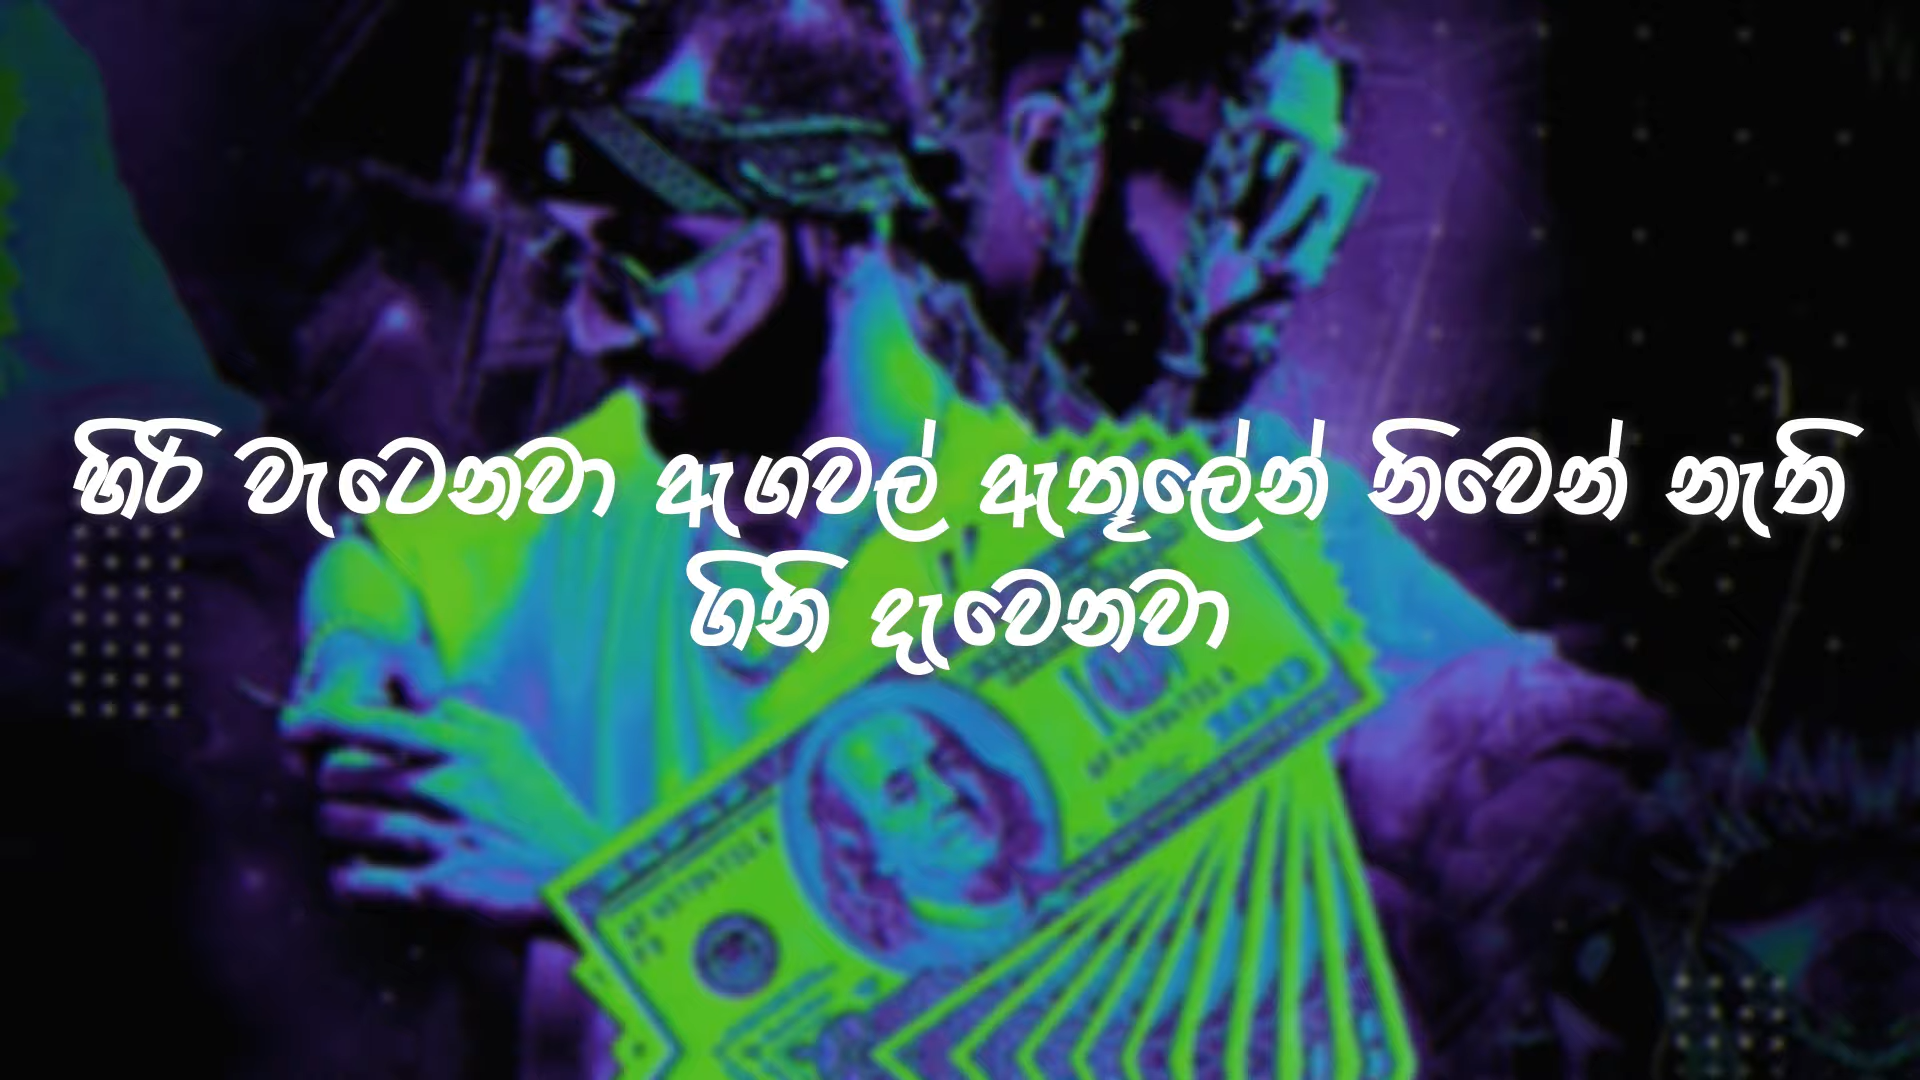 හිරි වැටෙනවා ඇඟවල් ඇතුලේන් නිවෙන් නැති
ගිනි දැවෙනවා